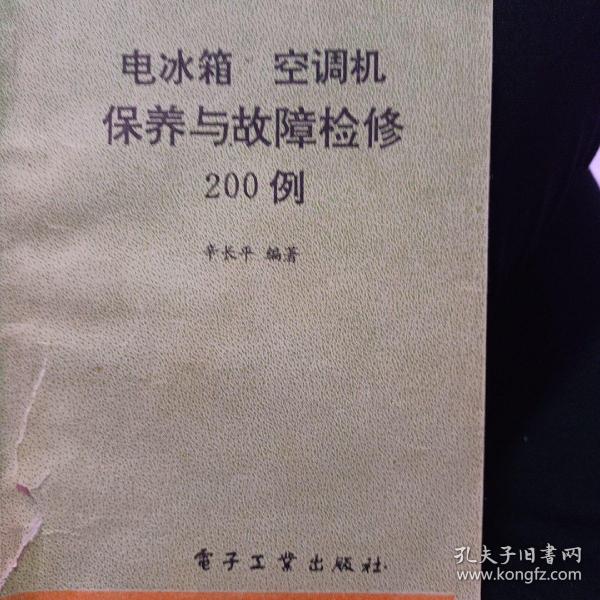 电冰箱 空调机
保养与故障检修
200例
辛长平 编著
電子工業出版社
孔夫子旧書网
www.kongfz.com